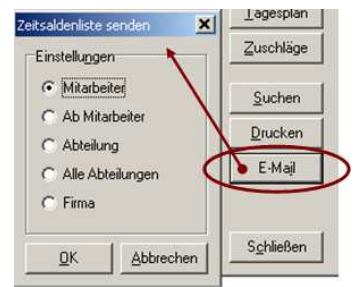 Zeitsaldenliste senden
Einstellungen
Mitarbeiter
Ab Mitarbeiter
Abteilung
Alle Abteilungen
Firma
OK
Abbrechen
Tagesplan
Zuschläge
Suchen
Drucken
E-Mail
Schließen